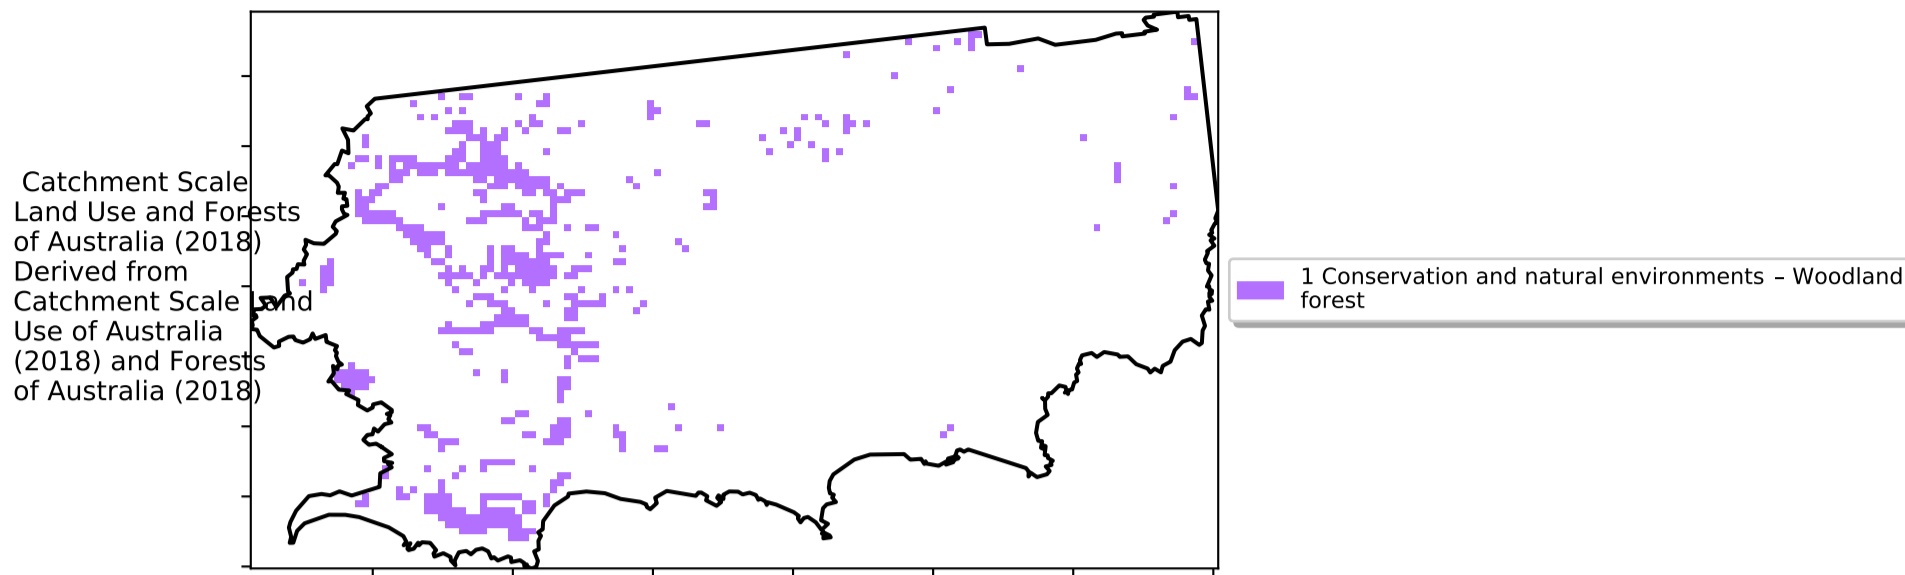 Catchment Scale
Land Use and Forests
of Australia (2018)
Derived from
Catchment Scale Land
Use of Australia
(2018) and Forests
of Australia (2018)
1 Conservation and natural environments – Woodland
forest